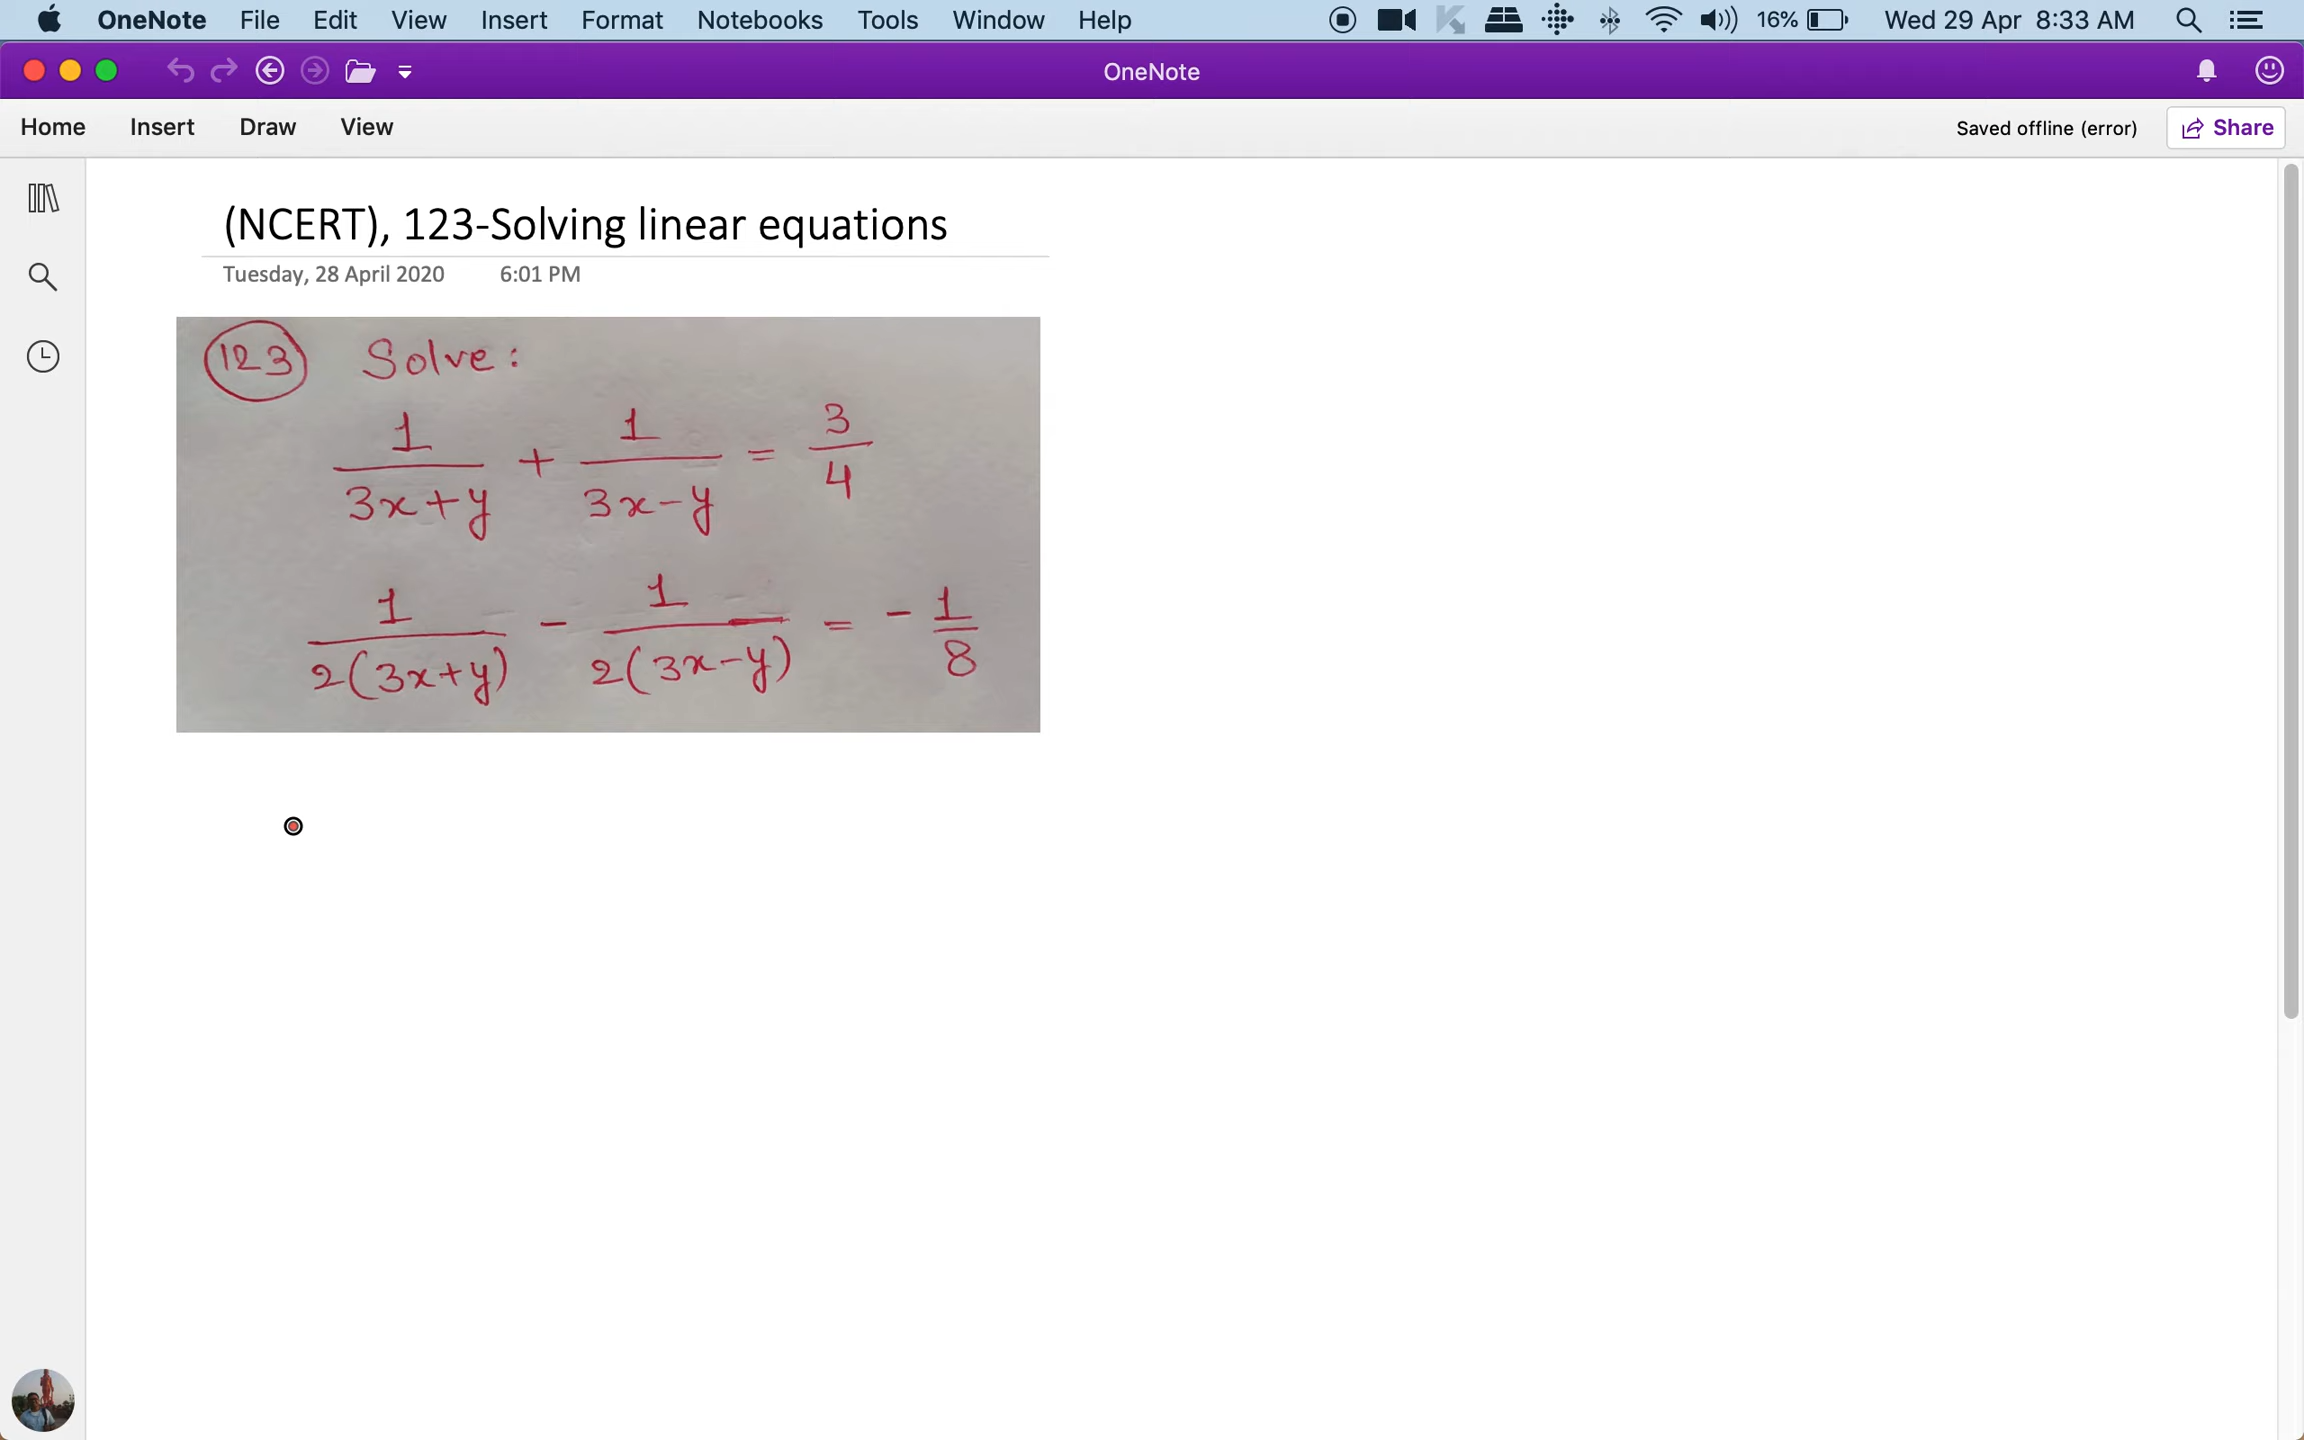 OneNote File Edit View Insert Format Notebooks Tools Window Help 16% Wed 29 Apr 8:33 AM
OneNote
Home Insert Draw View Saved offline (error) Share
(NCERT), 123-Solving linear equations
Tuesday, 28 April 2020 6:01 PM
123 Solve:
1/(3x+y) + 1/(3x-y) = 3/4
1/(2(3x+y)) - 1/(2(3x-y)) = -1/8